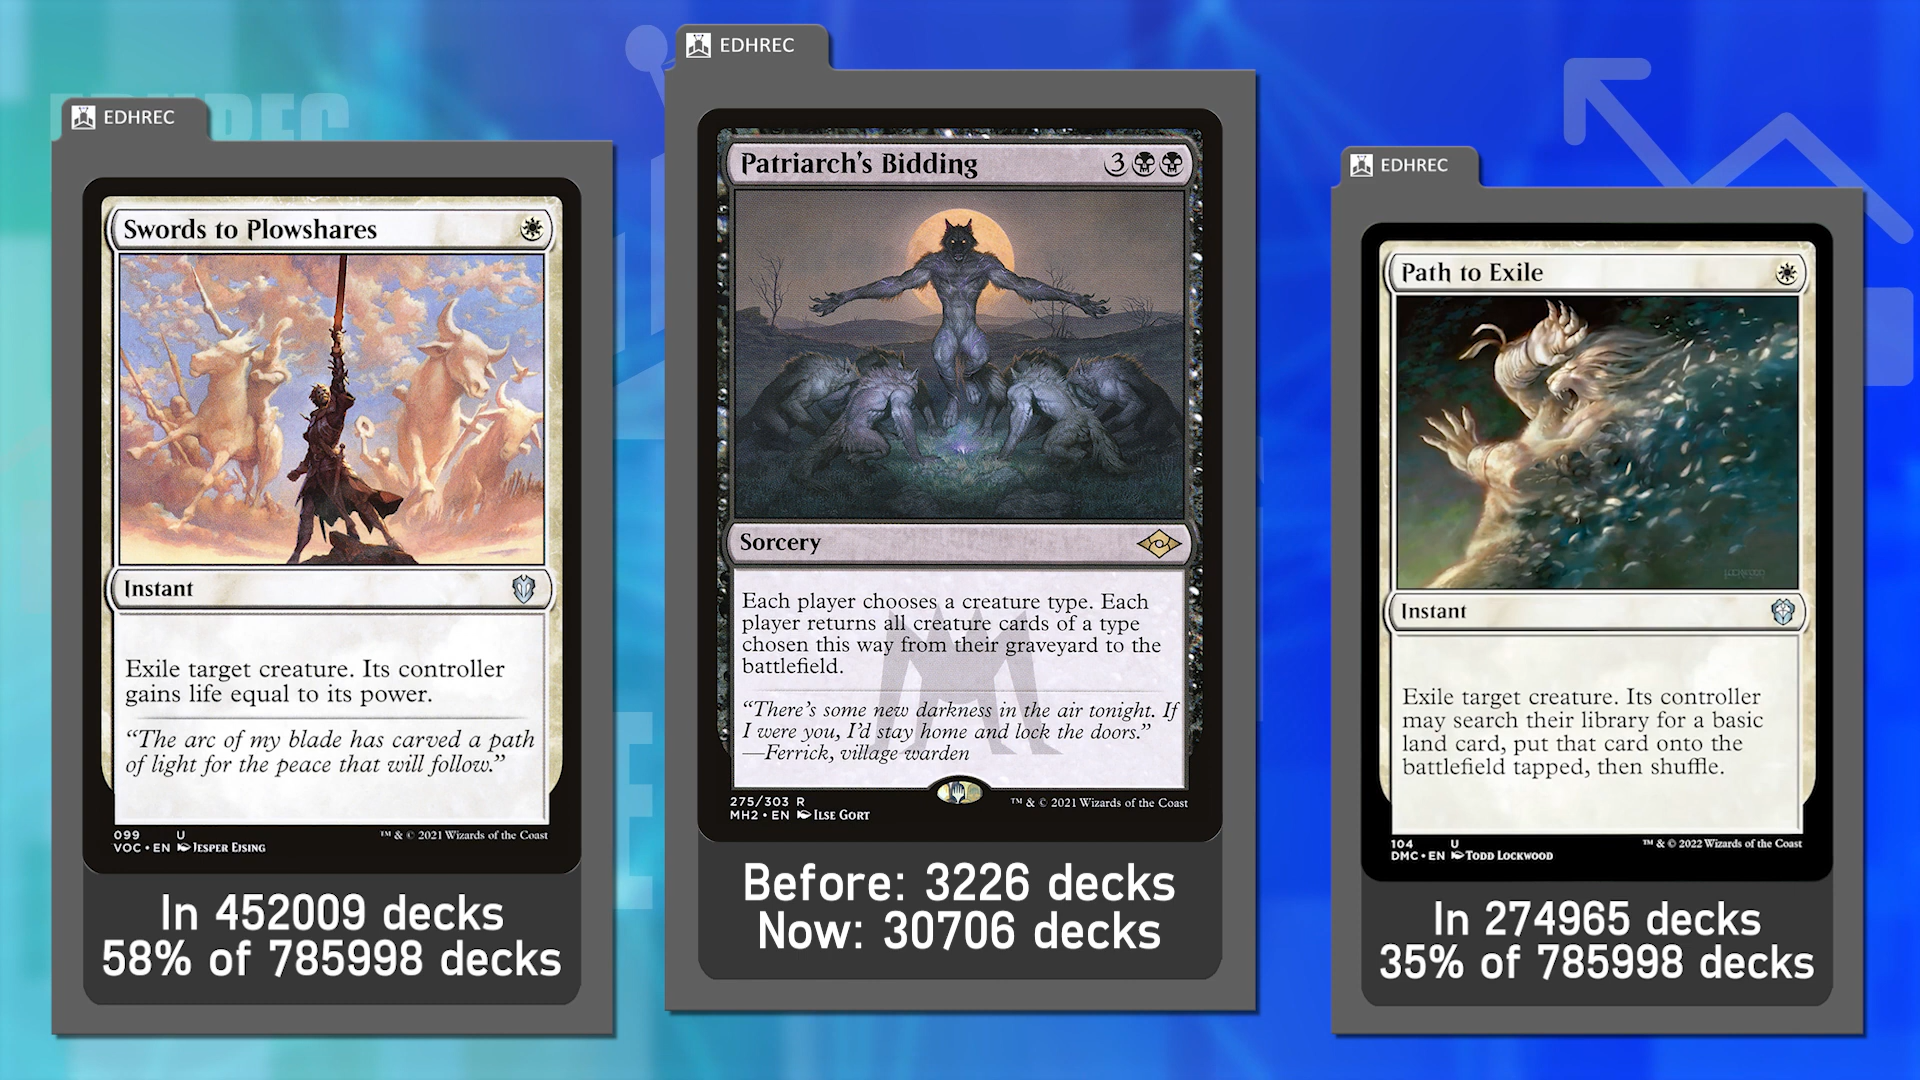 EDHREC
Swords to Plowshares
Instant
Exile target creature. Its controller
gains life equal to its power.
“The arc of my blade has carved a path
of light for the peace that will follow.”
099 U
VOC • EN JESPER EJSING
™ & © 2021 Wizards of the Coast
In 452009 decks
58% of 785998 decks
EDHREC
Patriarch's Bidding
3
Sorcery
Each player chooses a creature type. Each
player returns all creature cards of a type
chosen this way from their graveyard to the
battlefield.
“There's some new darkness in the air tonight. If
I were you, I'd stay home and lock the doors.”
—Ferrick, village warden
275/303 R
MH2 • EN ILSE GORT
™ & © 2021 Wizards of the Coast
Before: 3226 decks
Now: 30706 decks
EDHREC
Path to Exile
Instant
Exile target creature. Its controller
may search their library for a basic
land card, put that card onto the
battlefield tapped, then shuffle.
104 U
DMC • EN TODD LOCKWOOD
™ & © 2022 Wizards of the Coast
In 274965 decks
35% of 785998 decks